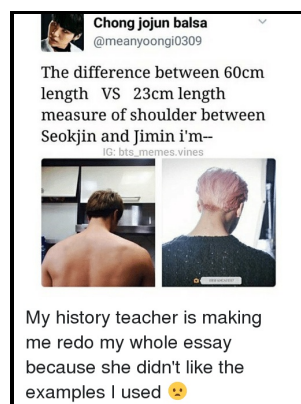 Chong jojun balsa
@meanyoongi0309
The difference between 60cm
length VS 23cm length
measure of shoulder between
Seokjin and Jimin i'm--
IG: bts_memes.vines
My history teacher is making
me redo my whole essay
because she didn't like the
examples I used 😦